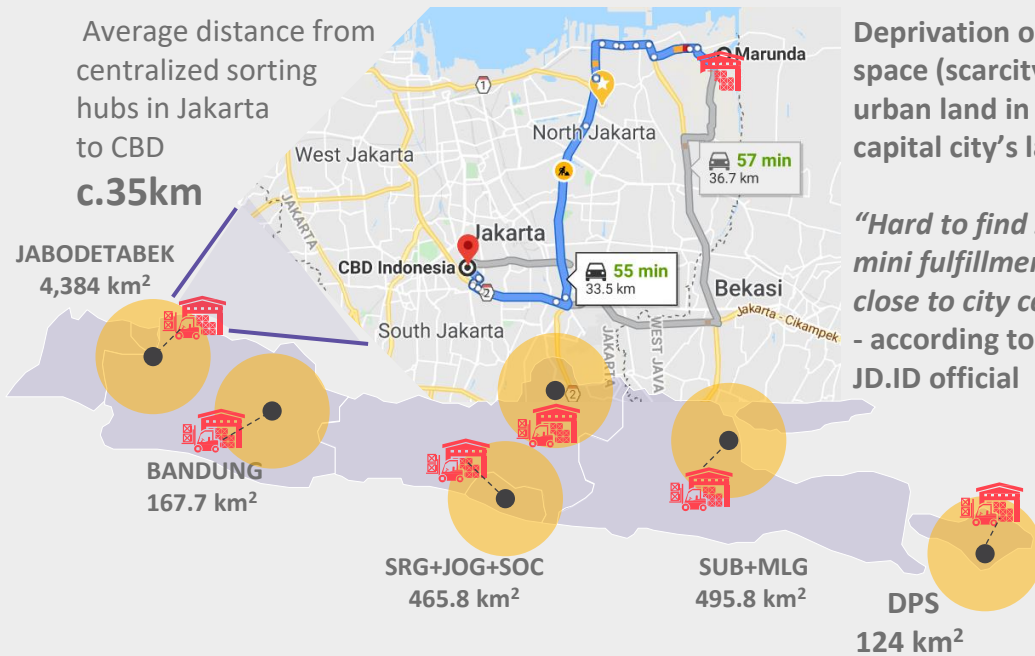 Average distance from
centralized sorting
hubs in Jakarta
to CBD
c.35km
Marunda
1
North Jakarta
West Jakarta
57 min
36.7 km
JAKARTA
Jakarta
CBD Indonesia
55 min
33.5 km
2
Bekasi
Jakarta - Cikampek
South Jakarta
JAKARTA
WEST JAVA
2
Deprivation
space
urban land in
capital city's
"Hard to find
mini
close to city
- according to
JD.ID official
JABODETABEK
4,384 km²
BANDUNG
167.7 km²
SRG+JOG+SOC
465.8 km²
SUB+MLG
495.8 km²
DPS
124 km²